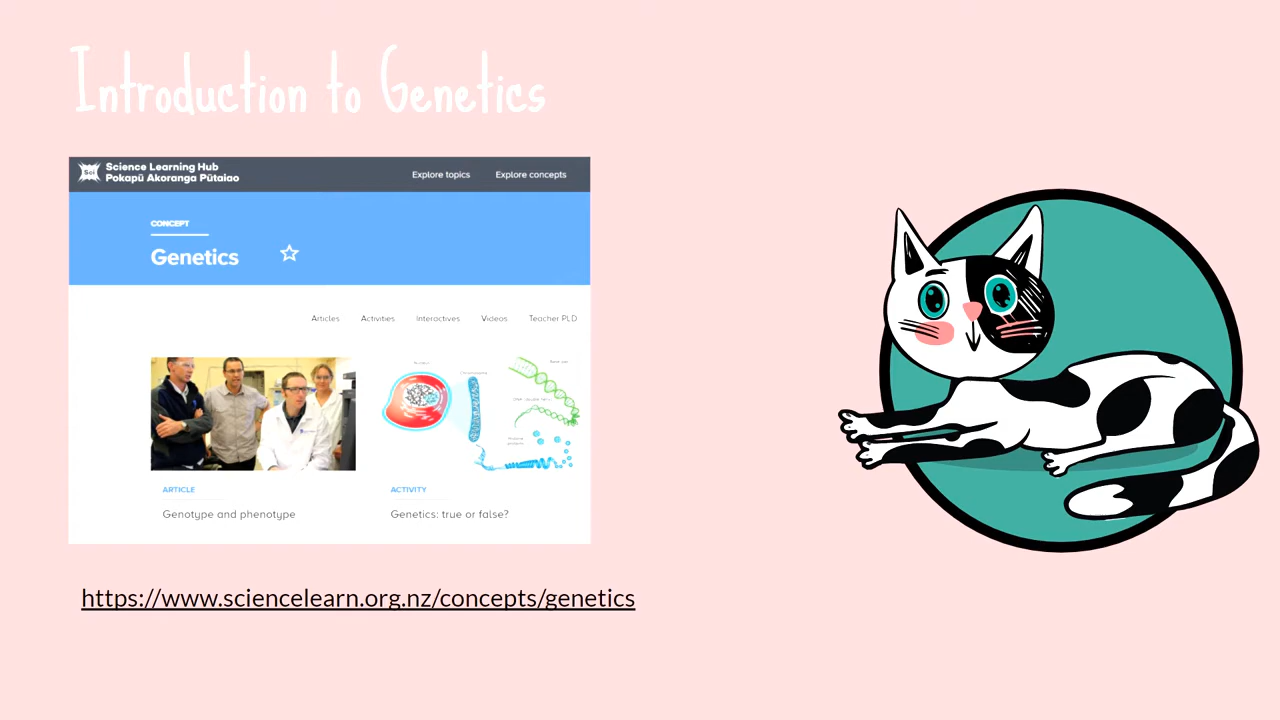 Introduction to Genetics
Science Learning Hub
Pokapū Akoranga Pūtaiao
Explore topics
Explore concepts
CONCEPT
Genetics
Articles
Activities
Interactives
Videos
Teacher PLD
ARTICLE
Genotype and phenotype
ACTIVITY
Genetics: true or false?
https://www.sciencelearn.org.nz/concepts/genetics